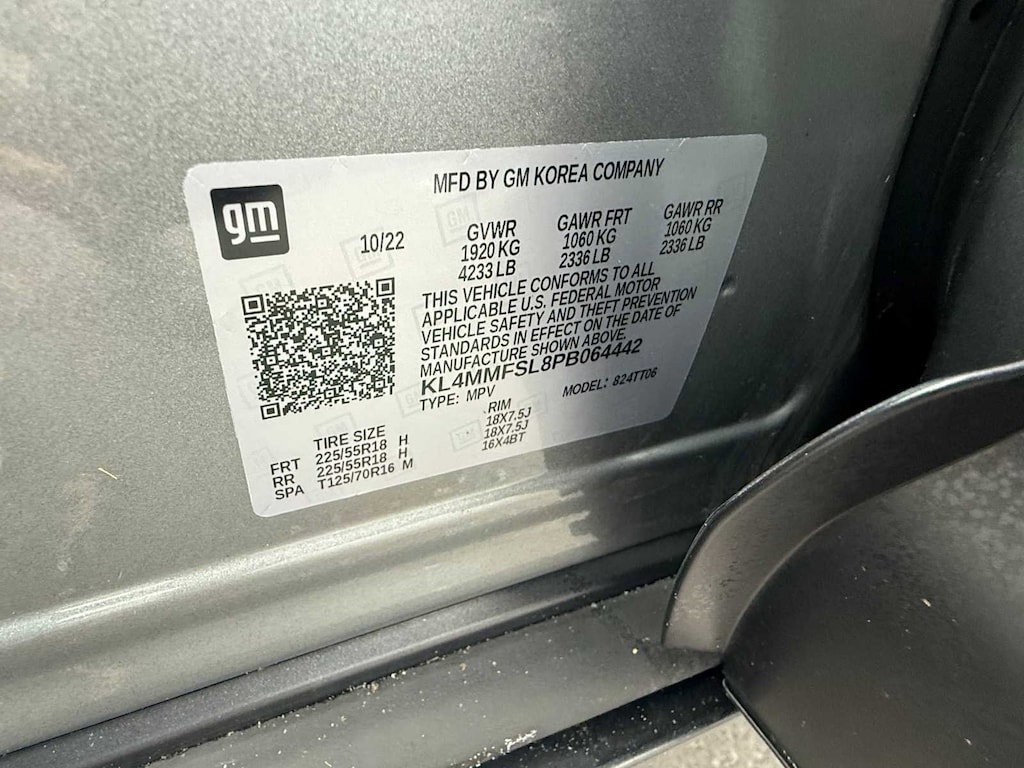 gm
MFD BY GM KOREA COMPANY
10/22
GVWR GAWR FRT GAWR RR
1920 KG 1060 KG 1060 KG
4233 LB 2336 LB 2336 LB
THIS VEHICLE CONFORMS TO ALL
APPLICABLE U.S. FEDERAL MOTOR
VEHICLE SAFETY AND THEFT PREVENTION
STANDARDS IN EFFECT ON THE DATE OF
MANUFACTURE SHOWN ABOVE.
KL4MMFSL8PB064442
TYPE: MPV MODEL: 824TT06
TIRE SIZE RIM
FRT 225/55R18 H 18X7.5J
RR 225/55R18 H 18X7.5J
SPA T125/70R16 M 16X4BT